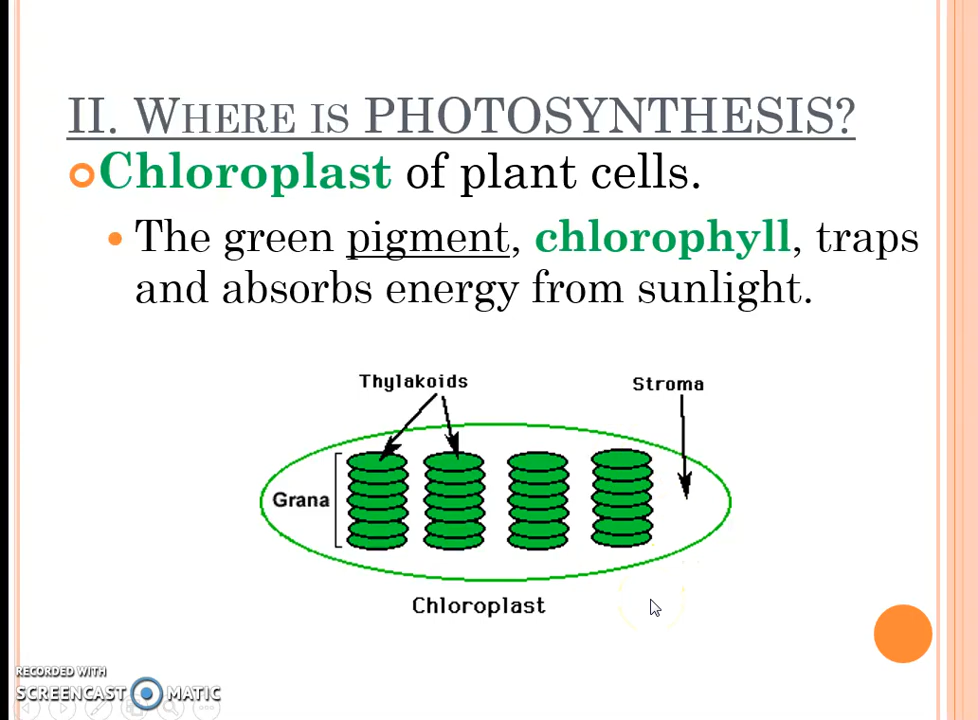 II. WHERE IS PHOTOSYNTHESIS?
Chloroplast of plant cells.
The green pigment, chlorophyll, traps
and absorbs energy from sunlight.
Thylakoids
Stroma
Grana
Chloroplast
RECORDED WITH
SCREENCAST MATIC